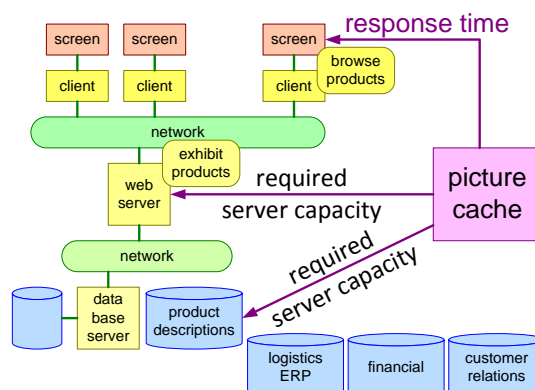 screen
screen
screen
response time
browse
products
client
client
client
network
exhibit
products
web
server
required
server capacity
picture
cache
network
required
server capacity
data
base
server
product
descriptions
logistics
ERP
financial
customer
relations